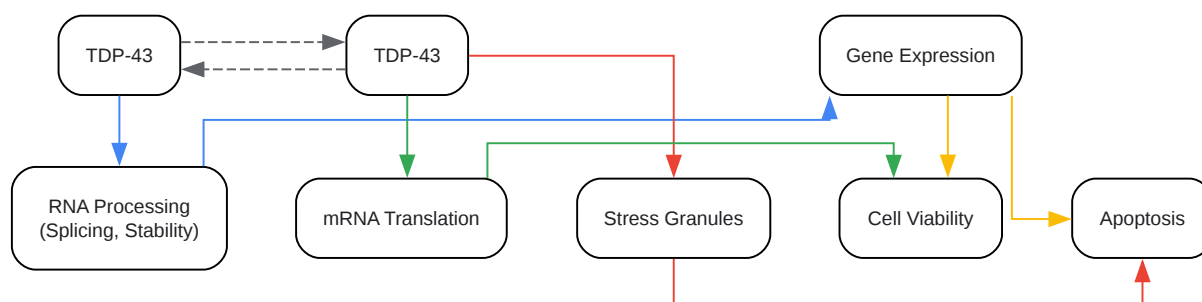 TDP-43
TDP-43
Gene Expression
RNA Processing
(Splicing, Stability)
mRNA Translation
Stress Granules
Cell Viability
Apoptosis